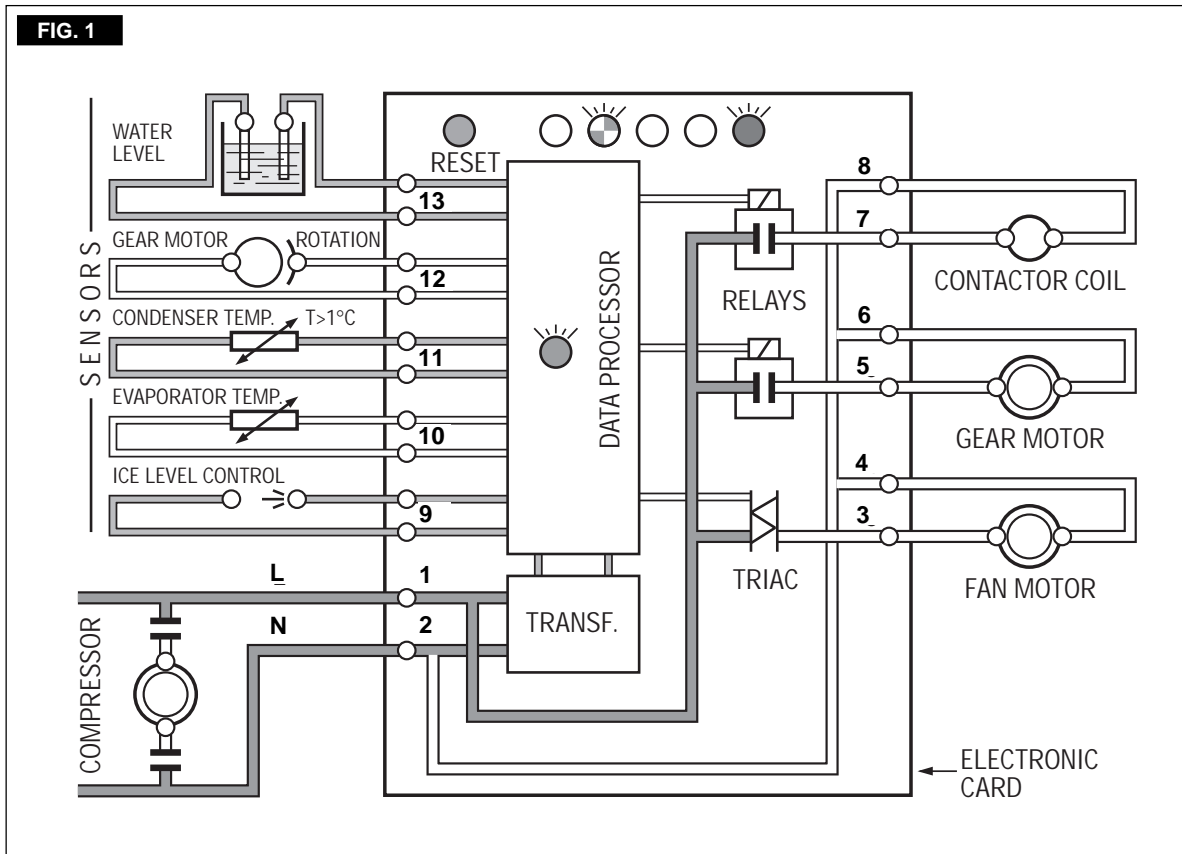 FIG. 1
WATER
LEVEL
RESET
13
GEAR MOTOR ROTATION
12
CONDENSER TEMP. T>1°C
11
EVAPORATOR TEMP.
10
ICE LEVEL CONTROL
9
SENSORS
DATA PROCESSOR
RELAYS
TRIAC
8
7
CONTACTOR COIL
6
5
GEAR MOTOR
4
3
FAN MOTOR
L
1
N
2
TRANSF.
COMPRESSOR
ELECTRONIC
CARD